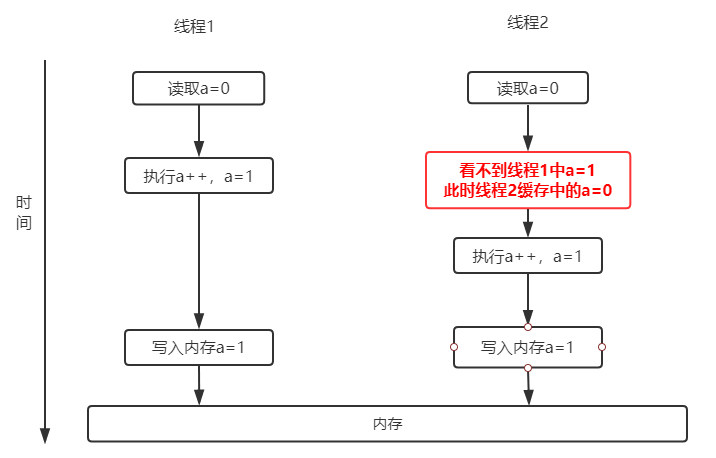 线程1
线程2
读取a=0
读取a=0
执行a++，a=1
看不到线程1中a=1
此时线程2缓存中的a=0
时
间
执行a++，a=1
写入内存a=1
写入内存a=1
内存